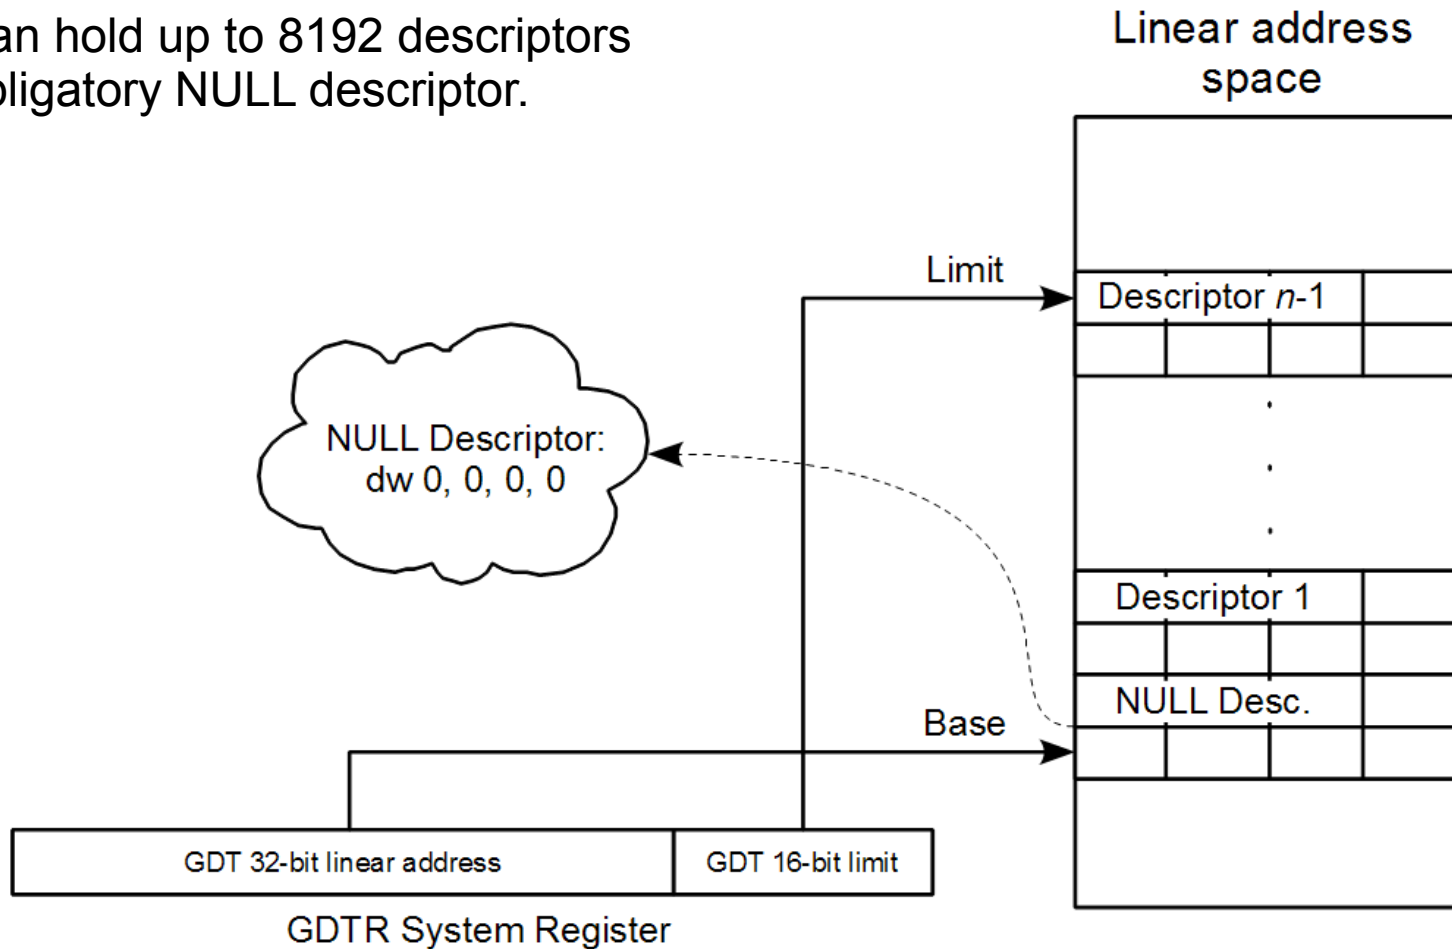 an hold up to 8192 descriptors
bligatory NULL descriptor.
Linear address
space
Limit
Descriptor n-1
NULL Descriptor:
dw 0, 0, 0, 0
Descriptor 1
NULL Desc.
Base
GDT 32-bit linear address
GDT 16-bit limit
GDTR System Register